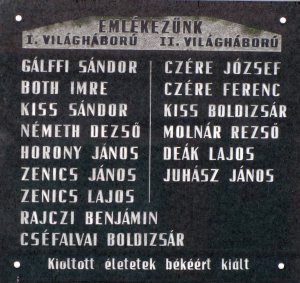 EMLÉKEZÜNK
I. VILÁGHÁBORÚ II. VILÁGHÁBORÚ
GÁLFFI SÁNDOR CZÉRE JÓZSEF
BOTH IMRE CZÉRE FERENC
KISS SÁNDOR KISS BOLDIZSÁR
NÉMETH DEZSŐ MOLNÁR REZSŐ
HORONY JÁNOS DEÁK LAJOS
ZENICS JÁNOS JUHÁSZ JÁNOS
ZENICS LAJOS
RAJCZI BENJÁMIN
CSÉFALVAI BOLDIZSÁR
Kioltott életetek békéért kiált